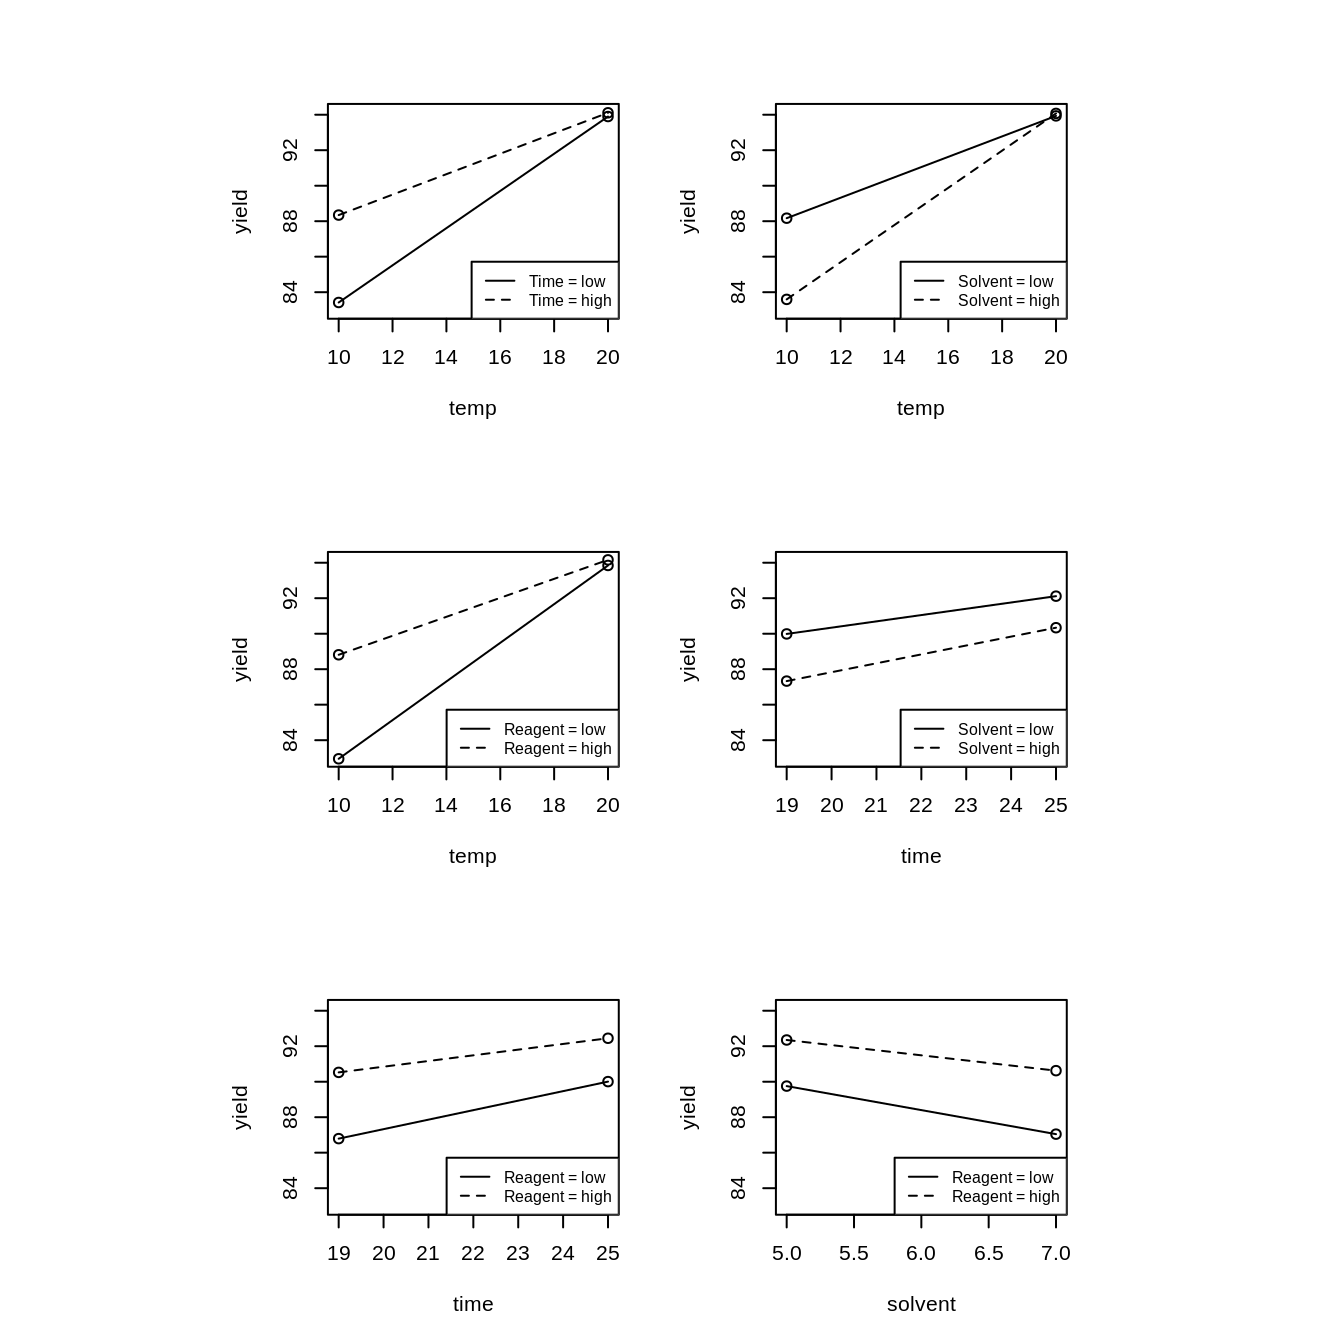 yield
84 88 92
Time = low
Time = high
10 12 14 16 18 20
temp
yield
84 88 92
Solvent = low
Solvent = high
10 12 14 16 18 20
temp
yield
84 88 92
Reagent = low
Reagent = high
10 12 14 16 18 20
temp
yield
84 88 92
Solvent = low
Solvent = high
19 20 21 22 23 24 25
time
yield
84 88 92
Reagent = low
Reagent = high
19 20 21 22 23 24 25
time
yield
84 88 92
Reagent = low
Reagent = high
5.0 5.5 6.0 6.5 7.0
solvent